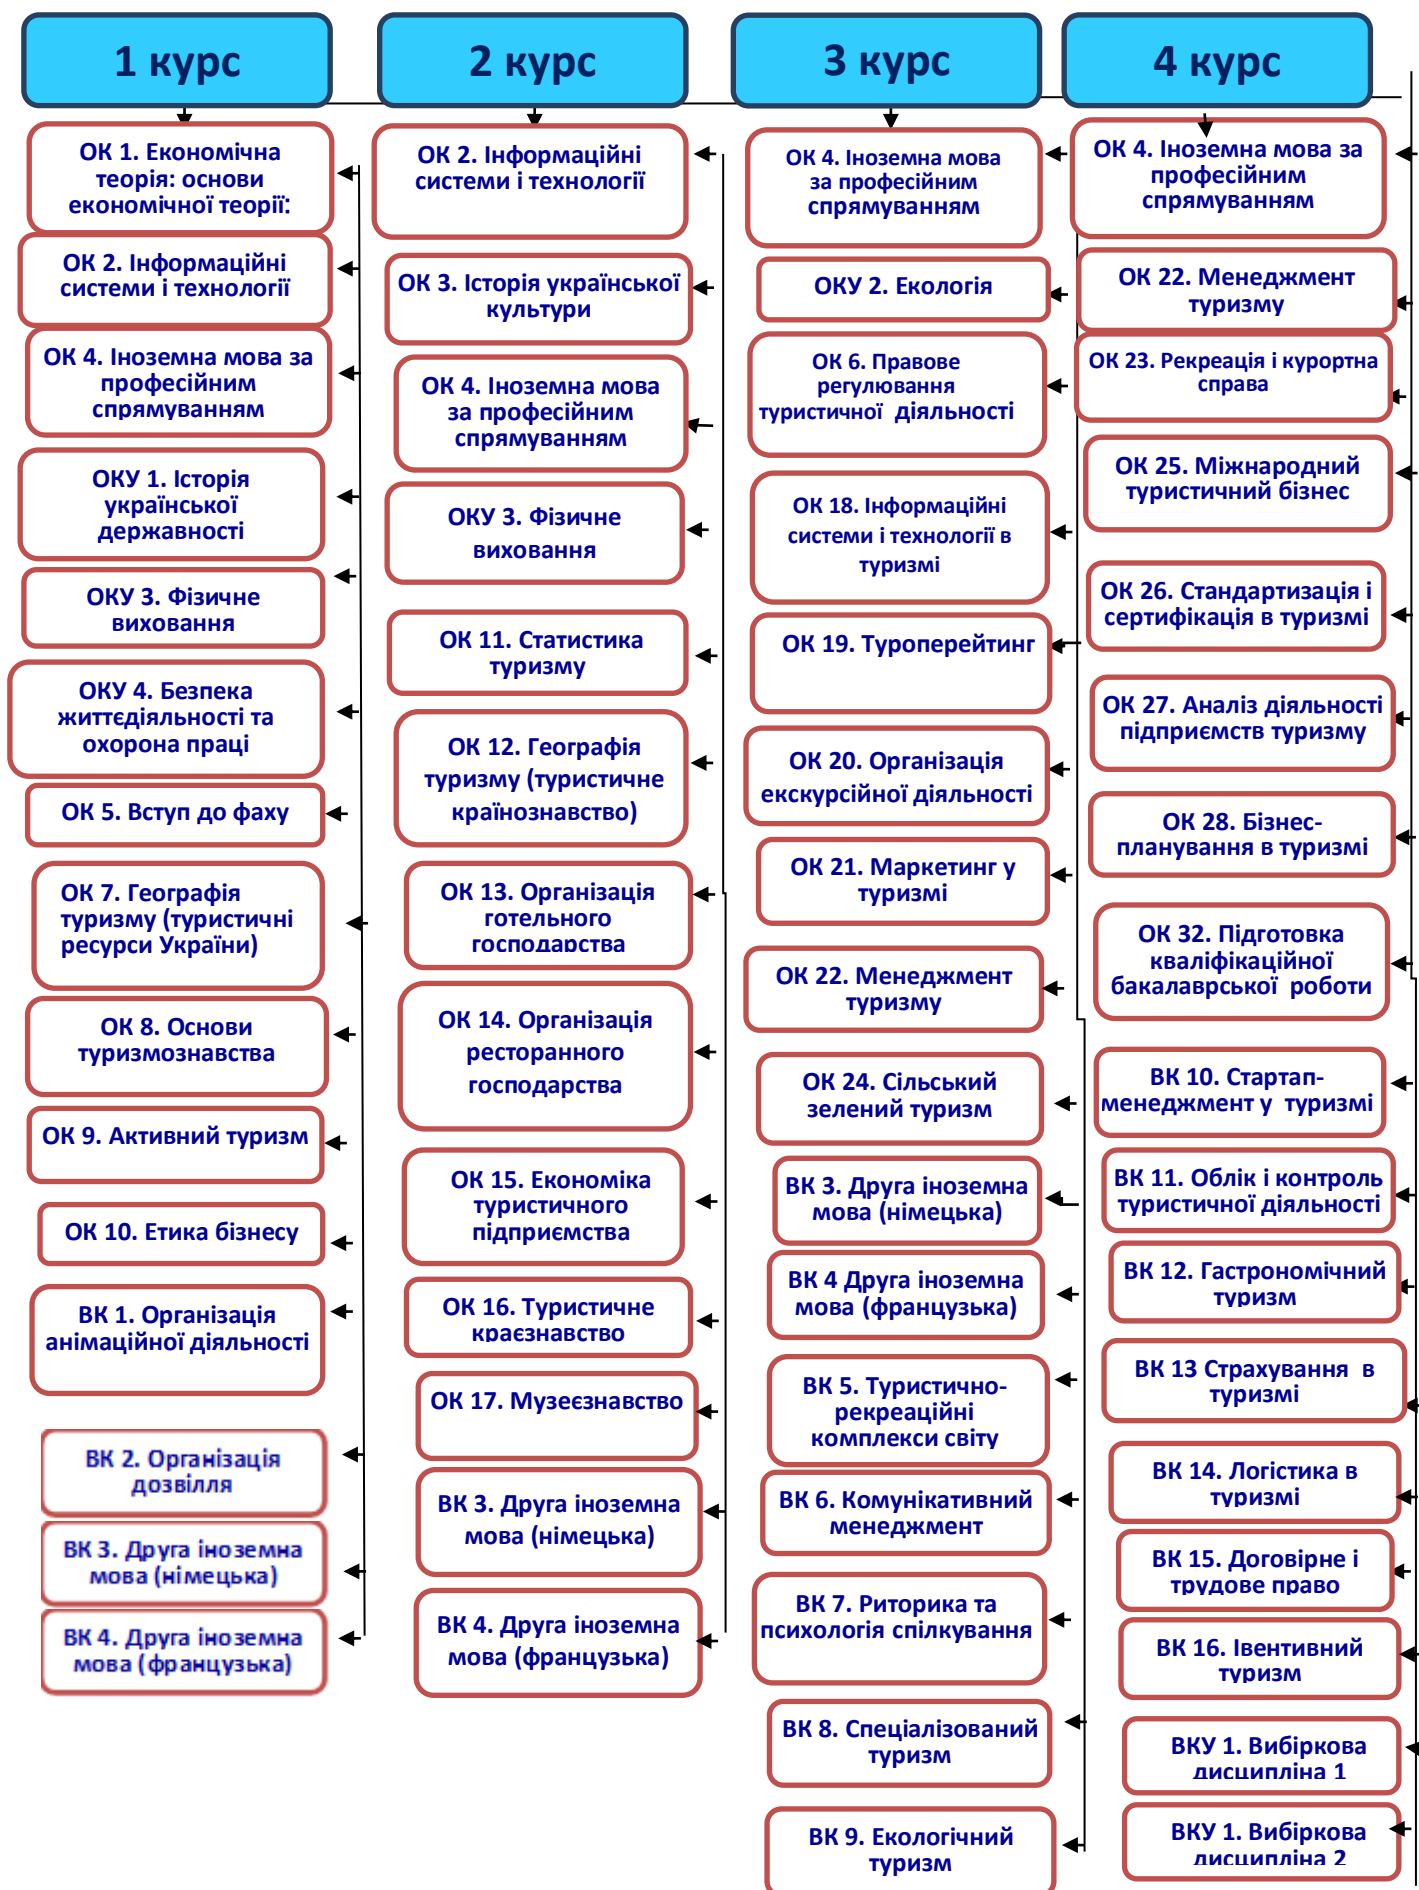 1 курс
2 курс
3 курс
4 курс
ОК 1. Економічна
теорія: основи
економічної теорії:
ОК 2. Інформаційні
системи і технології
ОК 4. Іноземна мова за
професійним
спрямуванням
ОКУ 1. Історія
української
державності
ОКУ 3. Фізичне
виховання
ОКУ 4. Безпека
життєдіяльності та
охорона праці
ОК 5. Вступ до фаху
ОК 7. Географія
туризму (туристичні
ресурси України)
ОК 8. Основи
туризмознавства
ОК 9. Активний туризм
ОК 10. Етика бізнесу
ВК 1. Організація
анімаційної діяльності
ВК 2. Організація
дозвілля
ВК 3. Друга іноземна
мова (німецька)
ВК 4. Друга іноземна
мова (французька)
ОК 2. Інформаційні
системи і технології
ОК 3. Історія української
культури
ОК 4. Іноземна мова
за професійним
спрямуванням
ОКУ 3. Фізичне
виховання
ОК 11. Статистика
туризму
ОК 12. Географія
туризму (туристичне
країнознавство)
ОК 13. Організація
готельного
господарства
ОК 14. Організація
ресторанного
господарства
ОК 15. Економіка
туристичного
підприємства
ОК 16. Туристичне
краєзнавство
ОК 17. Музеєзнавство
ВК 3. Друга іноземна
мова (німецька)
ВК 4. Друга іноземна
мова (французька)
ОК 4. Іноземна мова
за професійним
спрямуванням
ОКУ 2. Екологія
ОК 6. Правове
регулювання
туристичної діяльності
ОК 18. Інформаційні
системи і технології в
туризмі
ОК 19. Туроперейтинг
ОК 20. Організація
екскурсійної діяльності
ОК 21. Маркетинг у
туризмі
ОК 22. Менеджмент
туризму
ОК 24. Сільський
зелений туризм
ВК 3. Друга іноземна
мова (німецька)
ВК 4 Друга іноземна
мова (французька)
ВК 5. Туристично-
рекреаційні
комплекси світу
ВК 6. Комунікативний
менеджмент
ВК 7. Риторика та
психологія спілкування
ВК 8. Спеціалізований
туризм
ВК 9. Екологічний
туризм
ОК 4. Іноземна мова за
професійним
спрямуванням
ОК 22. Менеджмент
туризму
ОК 23. Рекреація і курортна
справа
ОК 25. Міжнародний
туристичний бізнес
ОК 26. Стандартизація і
сертифікація в туризмі
ОК 27. Аналіз діяльності
підприємств туризму
ОК 28. Бізнес-
планування в туризмі
ОК 32. Підготовка
кваліфікаційної
бакалаврської роботи
ВК 10. Стартап-
менеджмент у туризмі
ВК 11. Облік і контроль
туристичної діяльності
ВК 12. Гастрономічний
туризм
ВК 13 Страхування в
туризмі
ВК 14. Логістика в
туризмі
ВК 15. Договірне і
трудове право
ВК 16. Івентивний
туризм
ВКУ 1. Вибіркова
дисципліна 1
ВКУ 1. Вибіркова
дисципліна 2